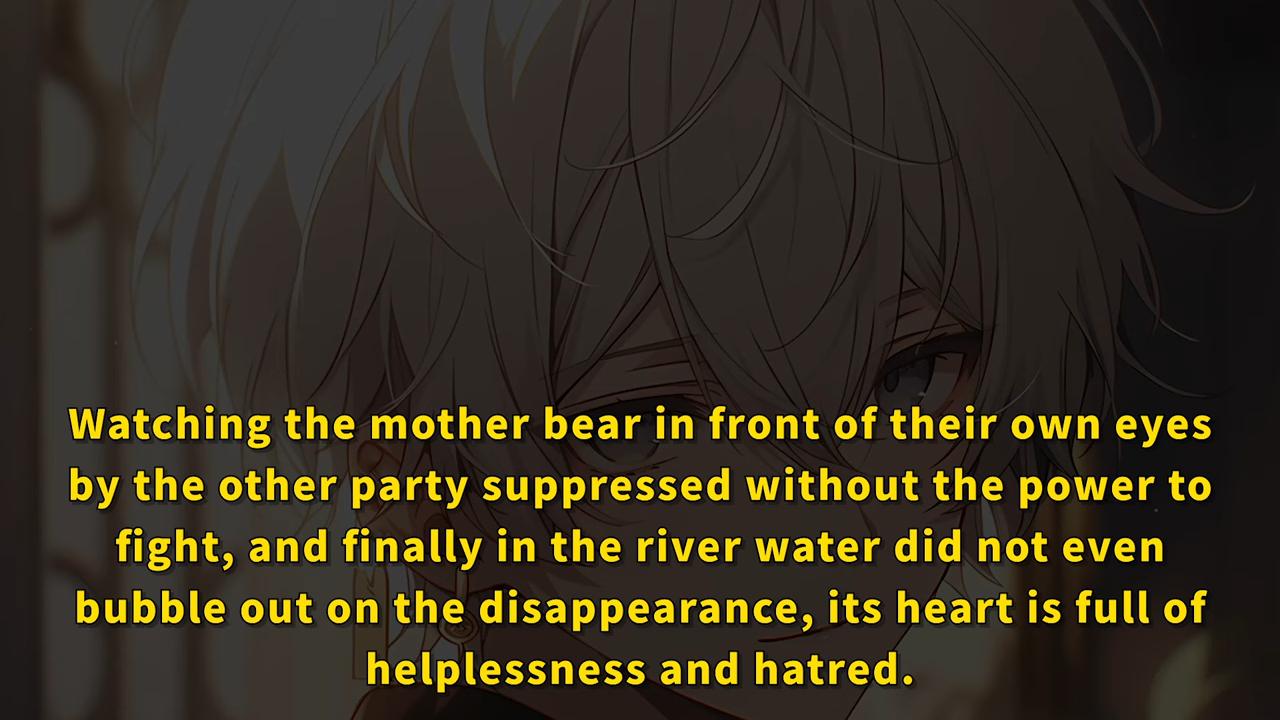 Watching the mother bear in front of their own eyes
by the other party suppressed without the power to
fight, and finally in the river water did not even
bubble out on the disappearance, its heart is full of
helplessness and hatred.